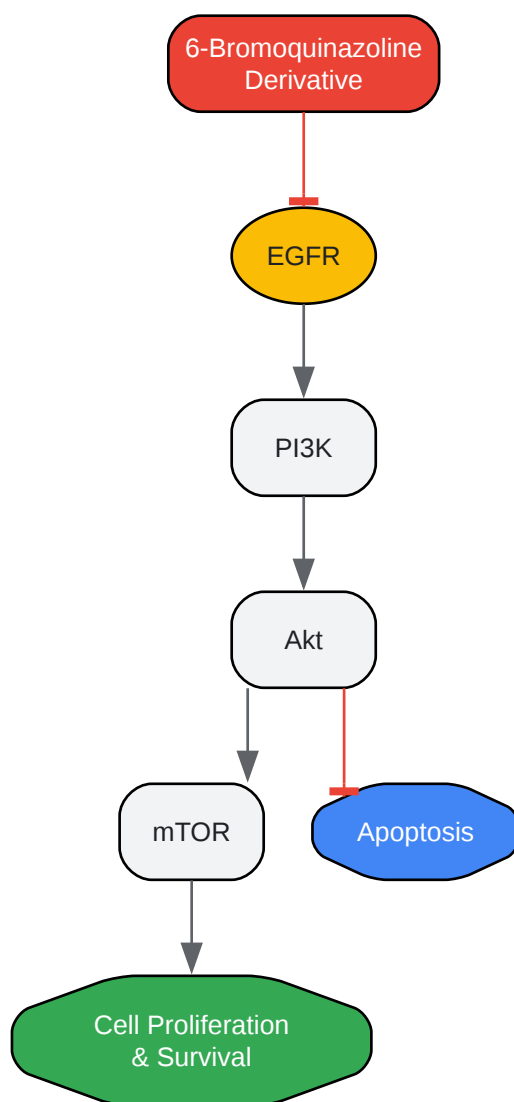 6-Bromoquinazoline
Derivative
EGFR
PI3K
Akt
mTOR
Apoptosis
Cell Proliferation
& Survival